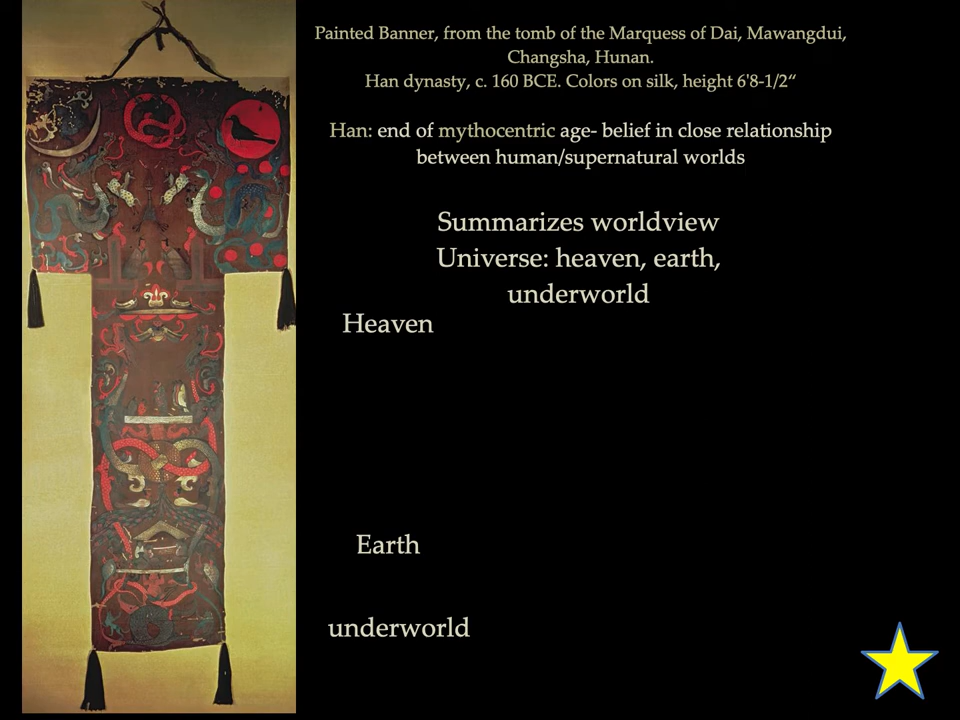 Painted Banner, from the tomb of the Marquess of Dai, Mawangdui,
Changsha, Hunan.
Han dynasty, c. 160 BCE. Colors on silk, height 6'8-1/2“
Han: end of mythocentric age- belief in close relationship
between human/supernatural worlds
Summarizes worldview
Universe: heaven, earth,
underworld
Heaven
Earth
underworld